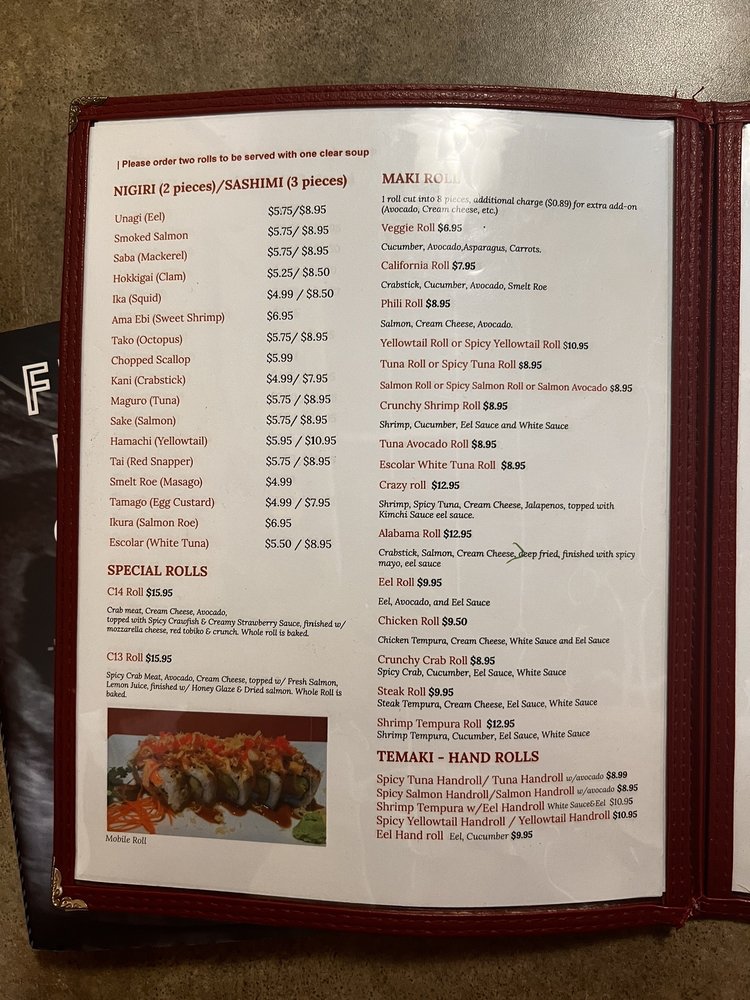 | Please order two rolls to be served with one clear soup
NIGIRI (2 pieces)/SASHIMI (3 pieces)
Unagi (Eel) $5.75/$8.95
Smoked Salmon $5.75/ $8.95
Saba (Mackerel) $5.75/ $8.95
Hokkigai (Clam) $5.25/ $8.50
Ika (Squid) $4.99 / $8.50
Ama Ebi (Sweet Shrimp) $6.95
Tako (Octopus) $5.75/ $8.95
Chopped Scallop $5.99
Kani (Crabstick) $4.99/ $7.95
Maguro (Tuna) $5.75 / $8.95
Sake (Salmon) $5.75/ $8.95
Hamachi (Yellowtail) $5.95 / $10.95
Tai (Red Snapper) $5.75 / $8.95
Smelt Roe (Masago) $4.99
Tamago (Egg Custard) $4.99 / $7.95
Ikura (Salmon Roe) $6.95
Escolar (White Tuna) $5.50 / $8.95
SPECIAL ROLLS
C14 Roll $15.95
Crab meat, Cream Cheese, Avocado,
topped with Spicy Crawfish & Creamy Strawberry Sauce, finished w/
mozzarella cheese, red tobiko & crunch. Whole roll is baked.
C13 Roll $15.95
Spicy Crab Meat, Avocado, Cream Cheese, topped w/ Fresh Salmon,
Lemon Juice, finished w/ Honey Glaze & Dried salmon. Whole Roll is
baked.
Mobile Roll
MAKI ROLL
1 roll cut into 8 pieces, additional charge ($0.89) for extra add-on
(Avocado, Cream cheese, etc.)
Veggie Roll $6.95
Cucumber, Avocado,Asparagus, Carrots.
California Roll $7.95
Crabstick, Cucumber, Avocado, Smelt Roe
Phili Roll $8.95
Salmon, Cream Cheese, Avocado.
Yellowtail Roll or Spicy Yellowtail Roll $10.95
Tuna Roll or Spicy Tuna Roll $8.95
Salmon Roll or Spicy Salmon Roll or Salmon Avocado $8.95
Crunchy Shrimp Roll $8.95
Shrimp, Cucumber, Eel Sauce and White Sauce
Tuna Avocado Roll $8.95
Escolar White Tuna Roll $8.95
Crazy roll $12.95
Shrimp, Spicy Tuna, Cream Cheese, Jalapenos, topped with
Kimchi Sauce eel sauce.
Alabama Roll $12.95
Crabstick, Salmon, Cream Cheese, deep fried, finished with spicy
mayo, eel sauce
Eel Roll $9.95
Eel, Avocado, and Eel Sauce
Chicken Roll $9.50
Chicken Tempura, Cream Cheese, White Sauce and Eel Sauce
Crunchy Crab Roll $8.95
Spicy Crab, Cucumber, Eel Sauce, White Sauce
Steak Roll $9.95
Steak Tempura, Cream Cheese, Eel Sauce, White Sauce
Shrimp Tempura Roll $12.95
Shrimp Tempura, Cucumber, Eel Sauce, White Sauce
TEMAKI - HAND ROLLS
Spicy Tuna Handroll/ Tuna Handroll w/avocado $8.99
Spicy Salmon Handroll/Salmon Handroll w/avocado $8.95
Shrimp Tempura w/Eel Handroll White Sauce&Eel $10.95
Spicy Yellowtail Handroll / Yellowtail Handroll $10.95
Eel Hand roll Eel, Cucumber $9.95